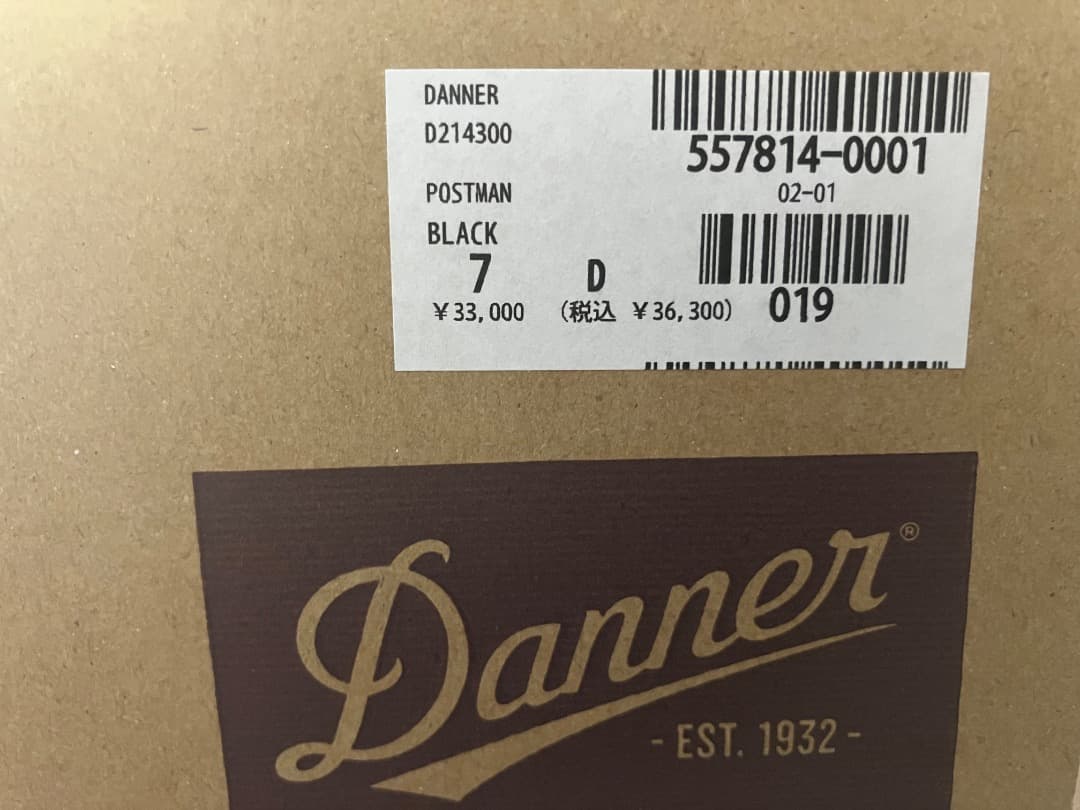 DANNER
D214300
557814-0001
POSTMAN
02-01
BLACK
7 D
￥33,000 (税込 ￥36,300) 019
Danner®
- EST. 1932 -